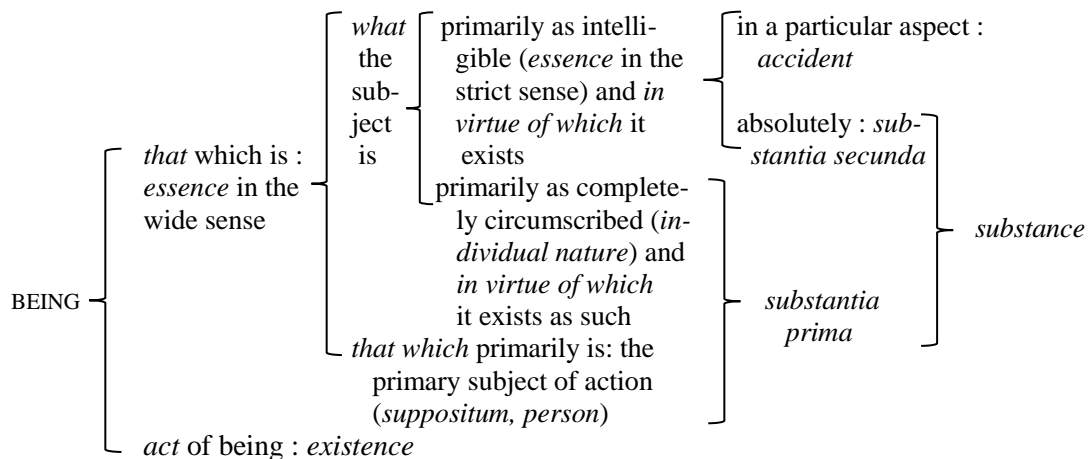 what
the
sub-
ject
is
primarily as intelli-
gible (essence in the
strict sense) and in
virtue of which it
exists
in a particular aspect :
accident
absolutely : sub-
stantia secunda
that which is :
essence in the
wide sense
primarily as complete-
ly circumscribed (in-
dividual nature) and
in virtue of which
it exists as such
substance
BEING
substantia
prima
that which primarily is: the
primary subject of action
(suppositum, person)
act of being : existence